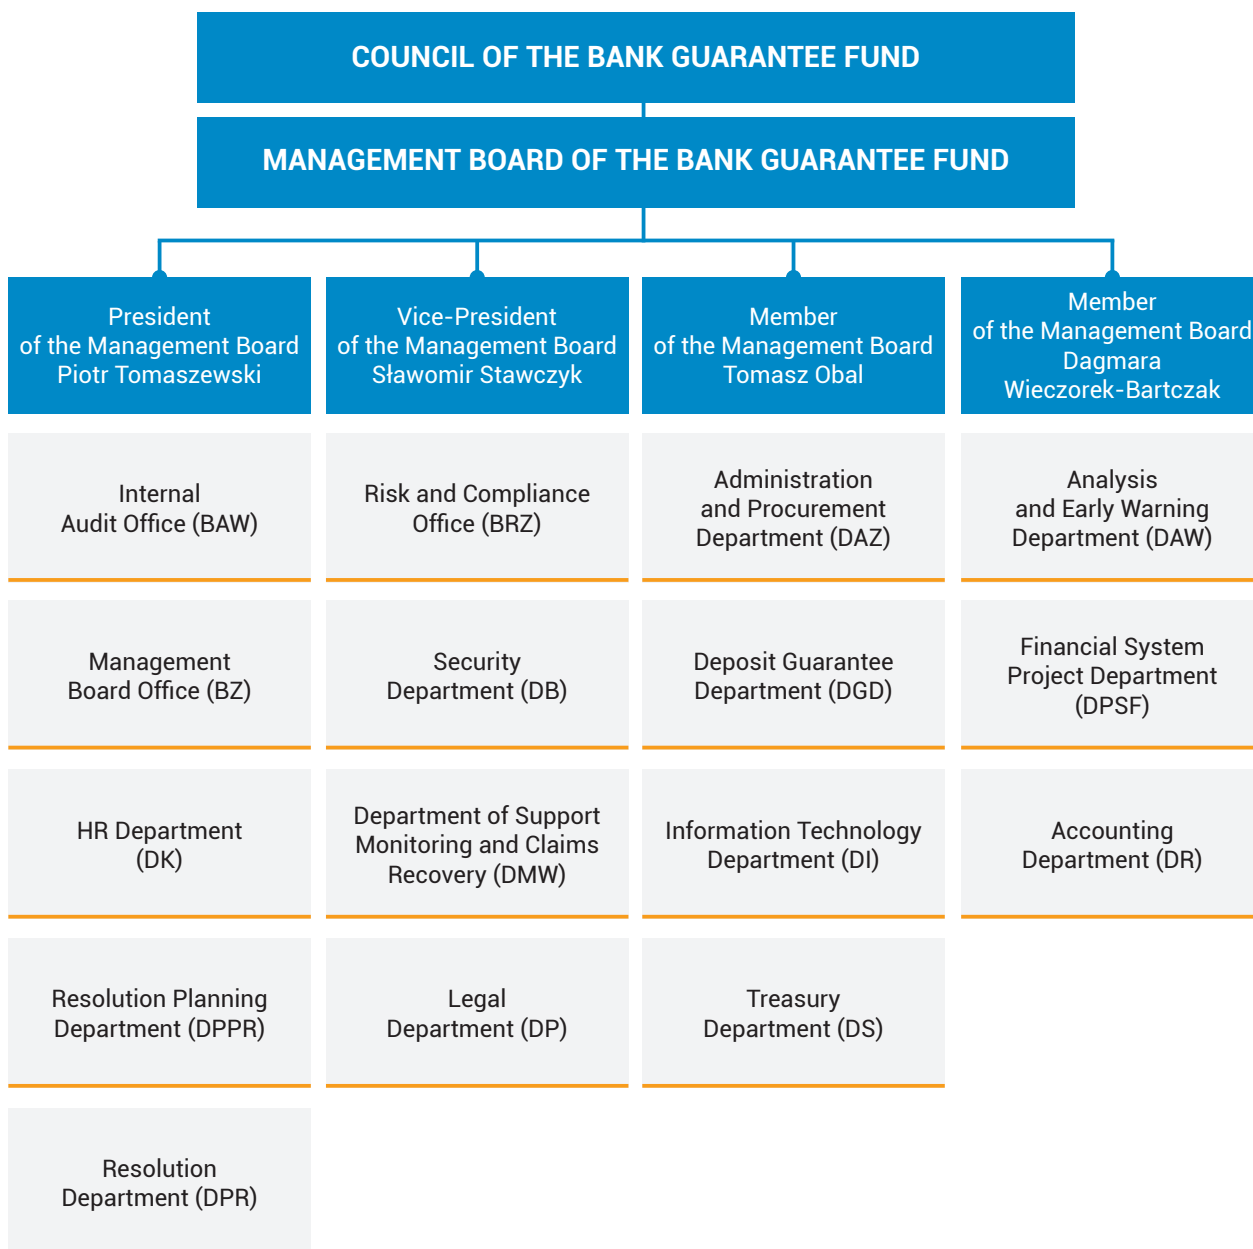 COUNCIL OF THE BANK GUARANTEE FUND
MANAGEMENT BOARD OF THE BANK GUARANTEE FUND
President
of the Management Board
Piotr Tomaszewski
Internal
Audit Office (BAW)
Management
Board Office (BZ)
HR Department
(DK)
Resolution Planning
Department (DPPR)
Resolution
Department (DPR)
Vice-President
of the Management Board
Sławomir Stawczyk
Risk and Compliance
Office (BRZ)
Security
Department (DB)
Department of Support
Monitoring and Claims
Recovery (DMW)
Legal
Department (DP)
Member
of the Management Board
Tomasz Obal
Administration
and Procurement
Department (DAZ)
Deposit Guarantee
Department (DGD)
Information Technology
Department (DI)
Treasury
Department (DS)
Member
of the Management Board
Dagmara
Wieczorek-Bartczak
Analysis
and Early Warning
Department (DAW)
Financial System
Project Department
(DPSF)
Accounting
Department (DR)